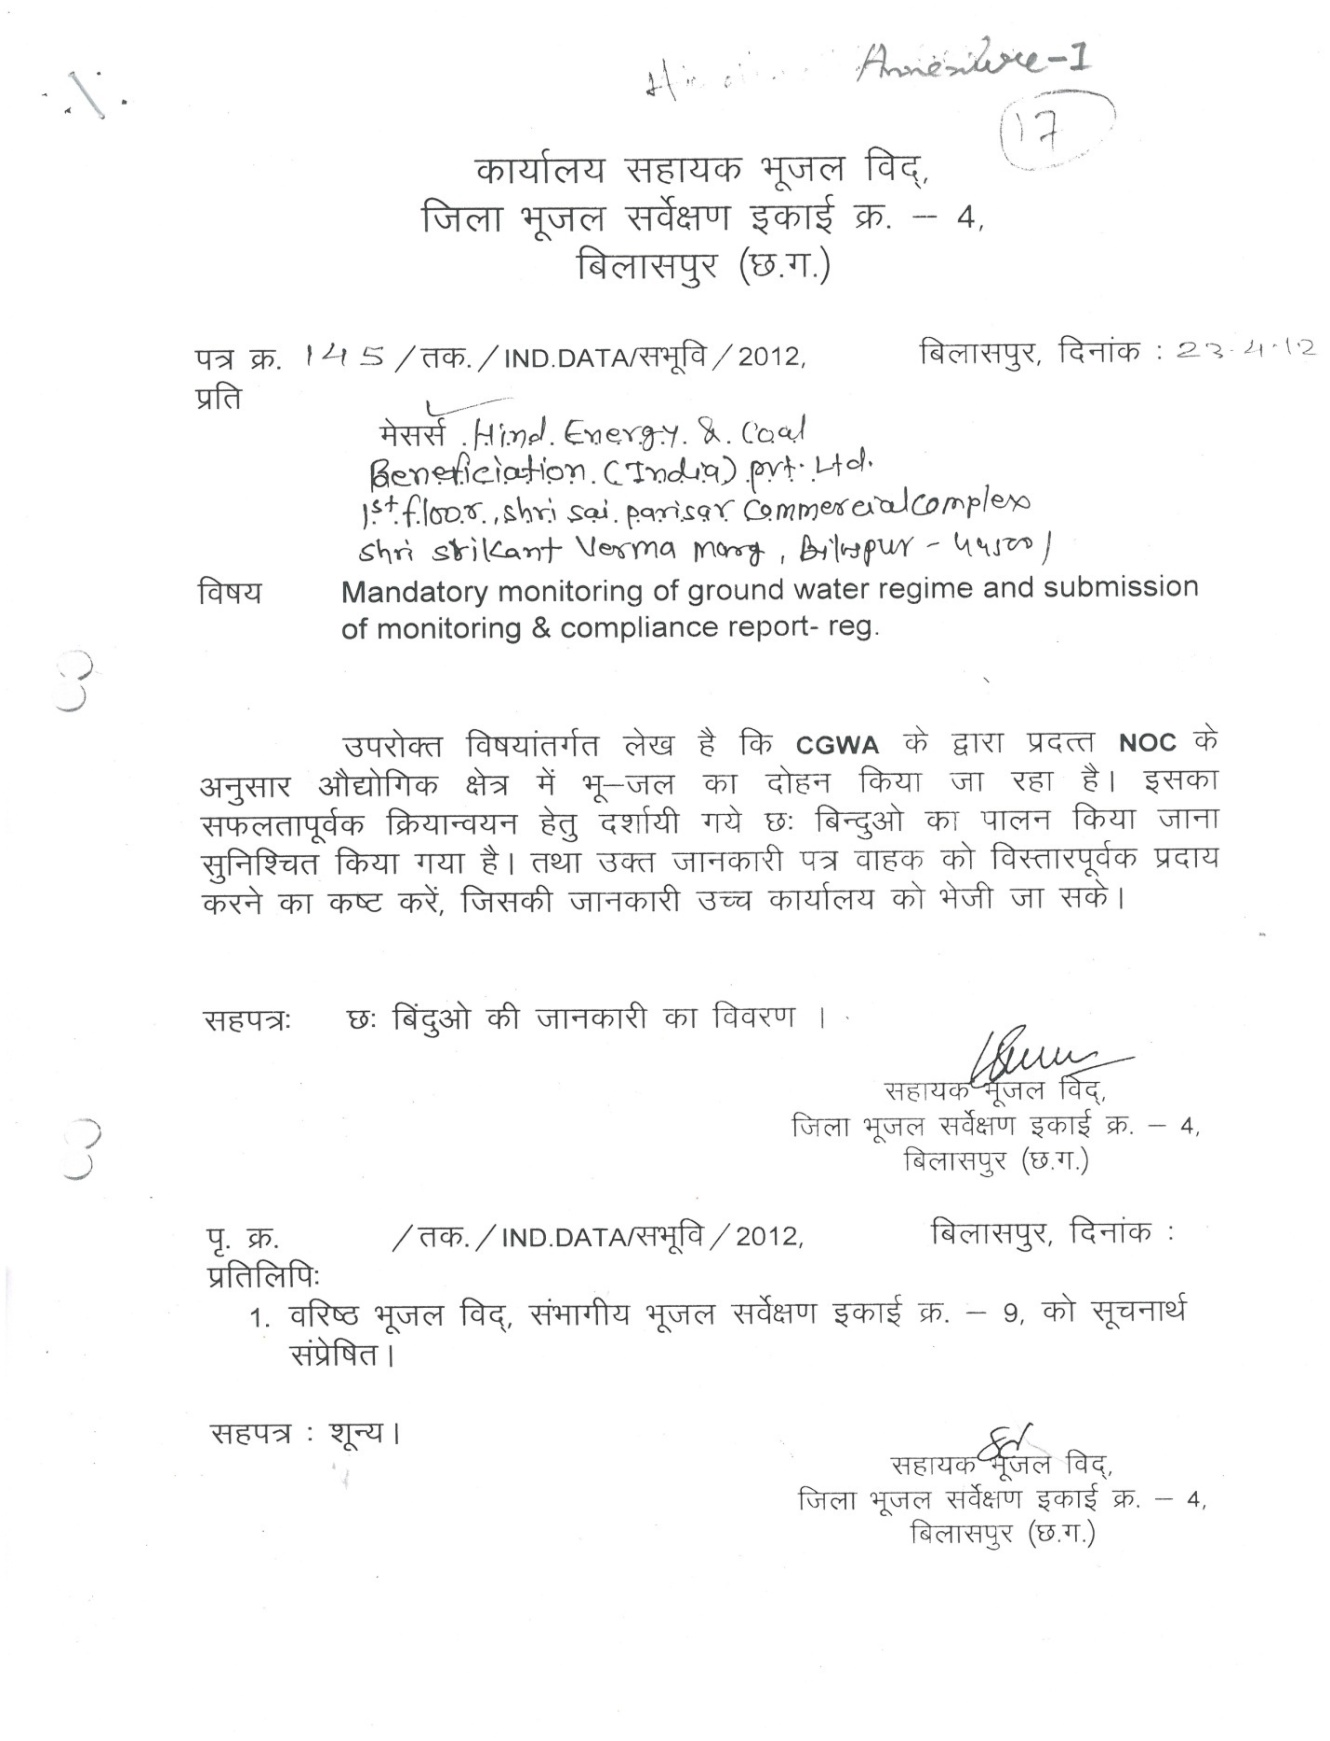 Annexure-1
17
कार्यालय सहायक भूजल विद्,
जिला भूजल सर्वेक्षण इकाई क्र. – 4,
बिलासपुर (छ.ग.)
पत्र क्र. 145 / तक. / IND.DATA/सभूवि / 2012, बिलासपुर, दिनांक : 23.4.12
प्रति
मेसर्स .Hind. Energy. &. Coal
Beneficiation. (India) pvt. Ltd.
1st. floor., shri sai. parisar Commercial complex
shri srikant Verma marg, Bilaspur -
विषय Mandatory monitoring of ground water regime and submission
of monitoring & compliance report- reg.
उपरोक्त विषयांतर्गत लेख है कि CGWA के द्वारा प्रदत्त NOC के
अनुसार औद्योगिक क्षेत्र में भू–जल का दोहन किया जा रहा है। इसका
सफलतापूर्वक क्रियान्वयन हेतु दर्शायी गये छः बिन्दुओ का पालन किया जाना
सुनिश्चित किया गया है। तथा उक्त जानकारी पत्र वाहक को विस्तारपूर्वक प्रदाय
करने का कष्ट करें, जिसकी जानकारी उच्च कार्यालय को भेजी जा सके।
सहपत्रः छः बिंदुओ की जानकारी का विवरण ।
सहायक भूजल विद्,
जिला भूजल सर्वेक्षण इकाई क्र. – 4,
बिलासपुर (छ.ग.)
पृ. क्र. / तक. / IND.DATA/सभूवि / 2012, बिलासपुर, दिनांक :
प्रतिलिपिः
1. वरिष्ठ भूजल विद्, संभागीय भूजल सर्वेक्षण इकाई क्र. – 9, को सूचनार्थ
संप्रेषित।
सहपत्र : शून्य।
Sd
सहायक भूजल विद्,
जिला भूजल सर्वेक्षण इकाई क्र. – 4,
बिलासपुर (छ.ग.)